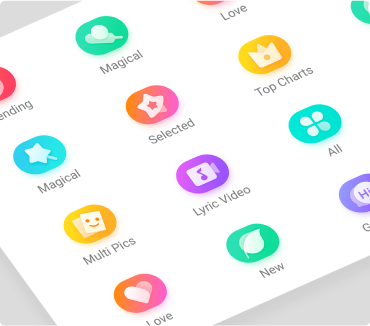 Love
Magical
Top Charts
ending
Selected
All
Magical
Lyric Video
Hi
Multi Pics
New
G
Love